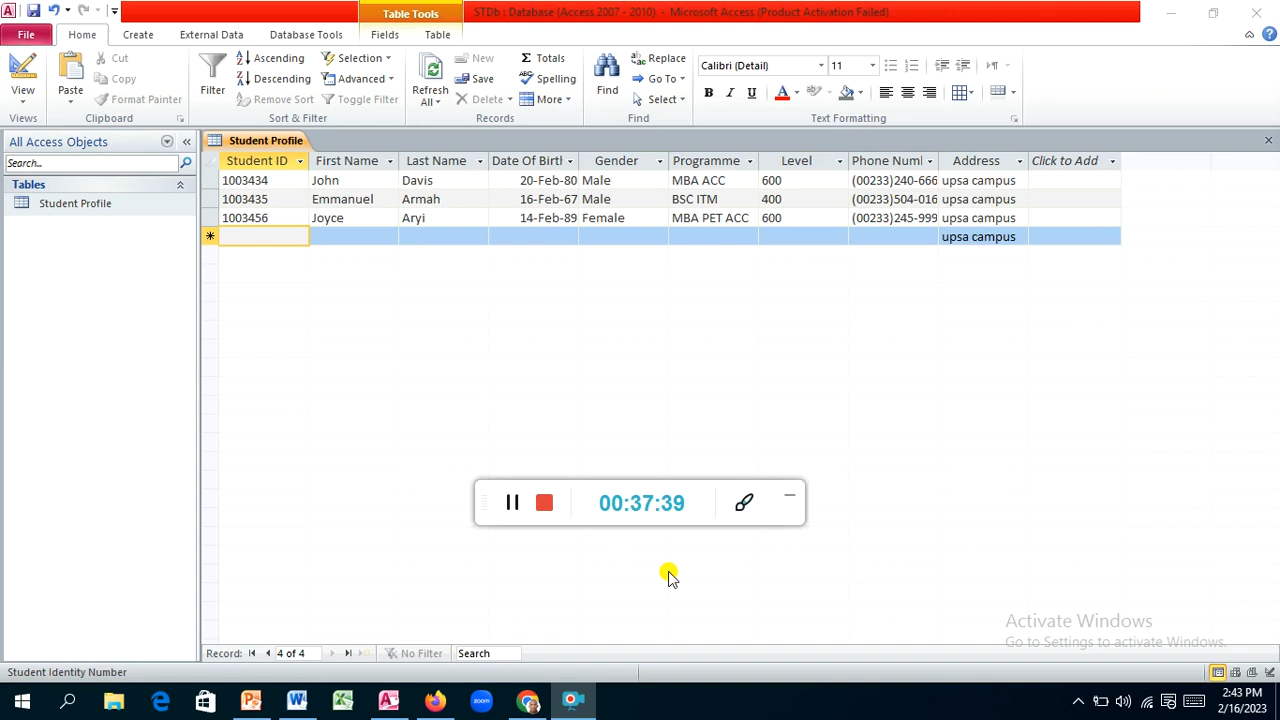 Table Tools
STDb : Database (Access 2007 - 2010) - Microsoft Access (Product Activation Failed)
File Home Create External Data Database Tools Fields Table
View
Views
Paste
Cut
Copy
Format Painter
Clipboard
Filter
Ascending
Descending
Remove Sort
Selection
Advanced
Toggle Filter
Sort & Filter
Refresh
All
New
Save
Delete
Totals
Spelling
More
Records
Find
Replace
Go To
Select
Find
Calibri (Detail) 11
B I U
Text Formatting
All Access Objects
Search...
Tables
Student Profile
Student Profile
Student ID First Name Last Name Date Of Birtl Gender Programme Level Phone Numl Address Click to Add
1003434 John Davis 20-Feb-80 Male MBA ACC 600 (00233)240-666 upsa campus
1003435 Emmanuel Armah 16-Feb-67 Male BSC ITM 400 (00233)504-016 upsa campus
1003456 Joyce Aryi 14-Feb-89 Female MBA PET ACC 600 (00233)245-999 upsa campus
upsa campus
00:37:39
Activate Windows
Go to Settings to activate Windows.
Record: 4 of 4 No Filter Search
Student Identity Number
zoom
2:43 PM
2/16/2023